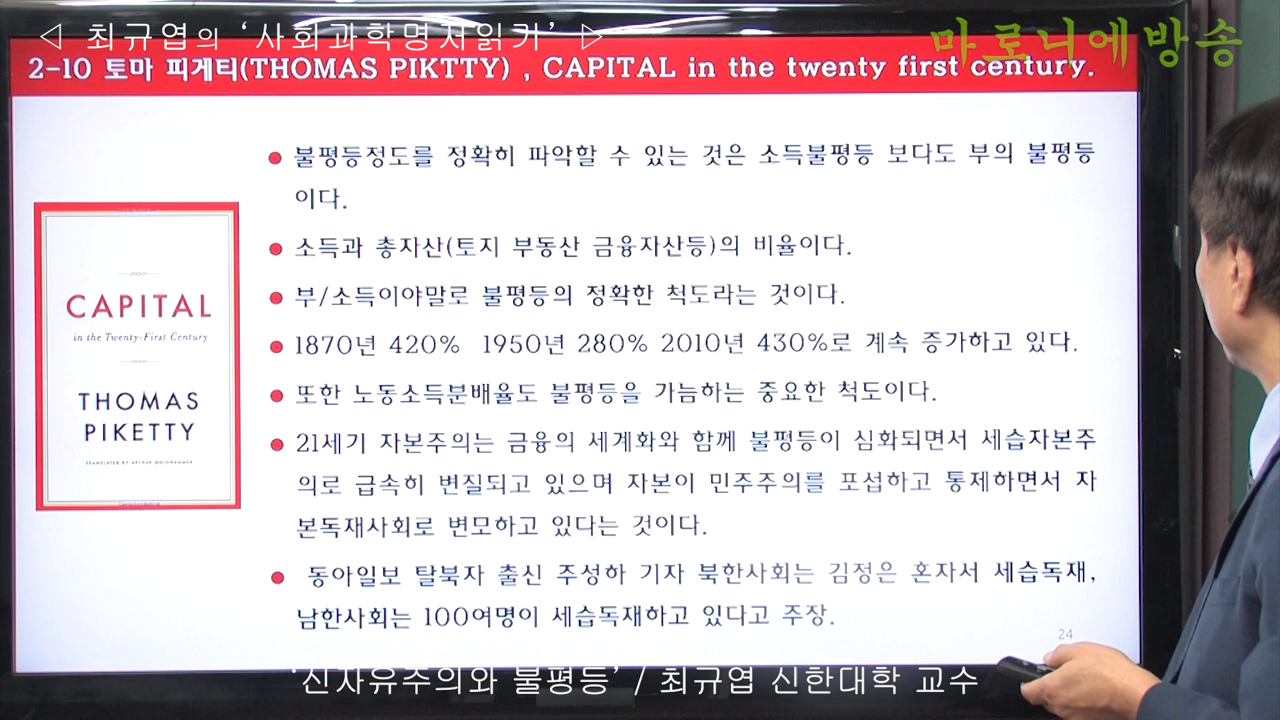 ◁ 최규엽의 ‘사회과학명저읽기’ ▷
마로니에방송
2-10 토마 피게티(THOMAS PIKTTY) , CAPITAL in the twenty first century.
● 불평등정도를 정확히 파악할 수 있는 것은 소득불평등 보다도 부의 불평등
이다.
● 소득과 총자산(토지 부동산 금융자산등)의 비율이다.
● 부/소득이야말로 불평등의 정확한 척도라는 것이다.
● 1870년 420% 1950년 280% 2010년 430%로 계속 증가하고 있다.
● 또한 노동소득분배율도 불평등을 가늠하는 중요한 척도이다.
● 21세기 자본주의는 금융의 세계화와 함께 불평등이 심화되면서 세습자본주
의로 급속히 변질되고 있으며 자본이 민주주의를 포섭하고 통제하면서 자
본독재사회로 변모하고 있다는 것이다.
● 동아일보 탈북자 출신 주성하 기자 북한사회는 김정은 혼자서 세습독재,
남한사회는 100여명이 세습독재하고 있다고 주장.
CAPITAL
in the Twenty-First Century
THOMAS
PIKETTY
TRANSLATED BY ARTHUR GOLDHAMMER
24
‘신자유주의와 불평등’ / 최규엽 신한대학 교수